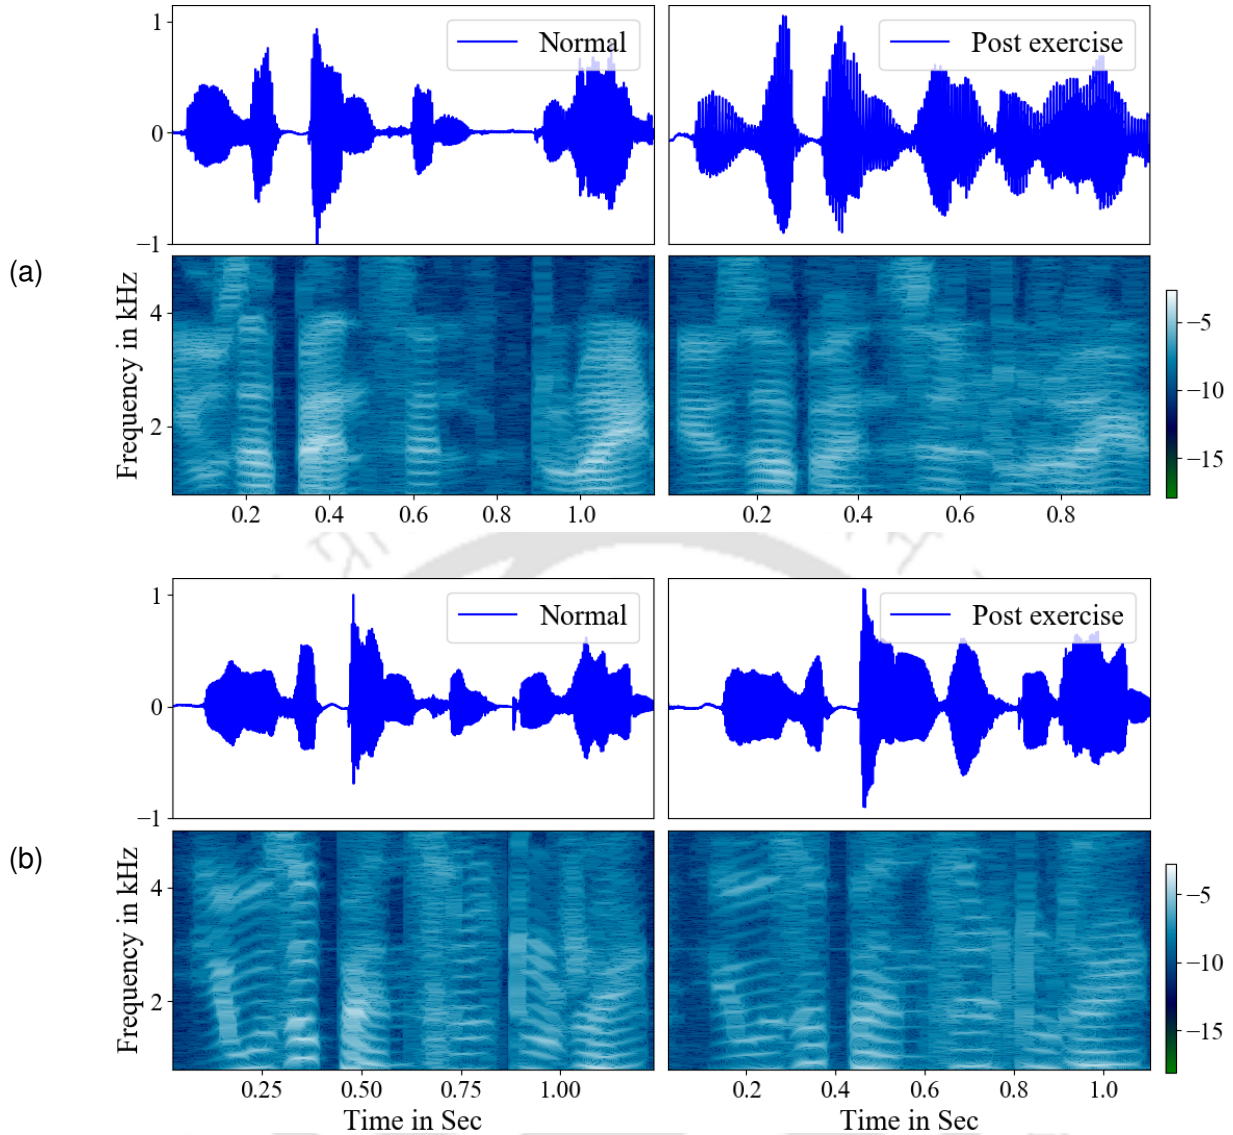 1
0
−1
Normal
Post exercise
(a)
Frequency in kHz
4
2
0.2 0.4 0.6 0.8 1.0
0.2 0.4 0.6 0.8
−5
−10
−15
1
0
−1
Normal
Post exercise
(b)
Frequency in kHz
4
2
0.25 0.50 0.75 1.00
0.2 0.4 0.6 0.8 1.0
Time in Sec
Time in Sec
−5
−10
−15